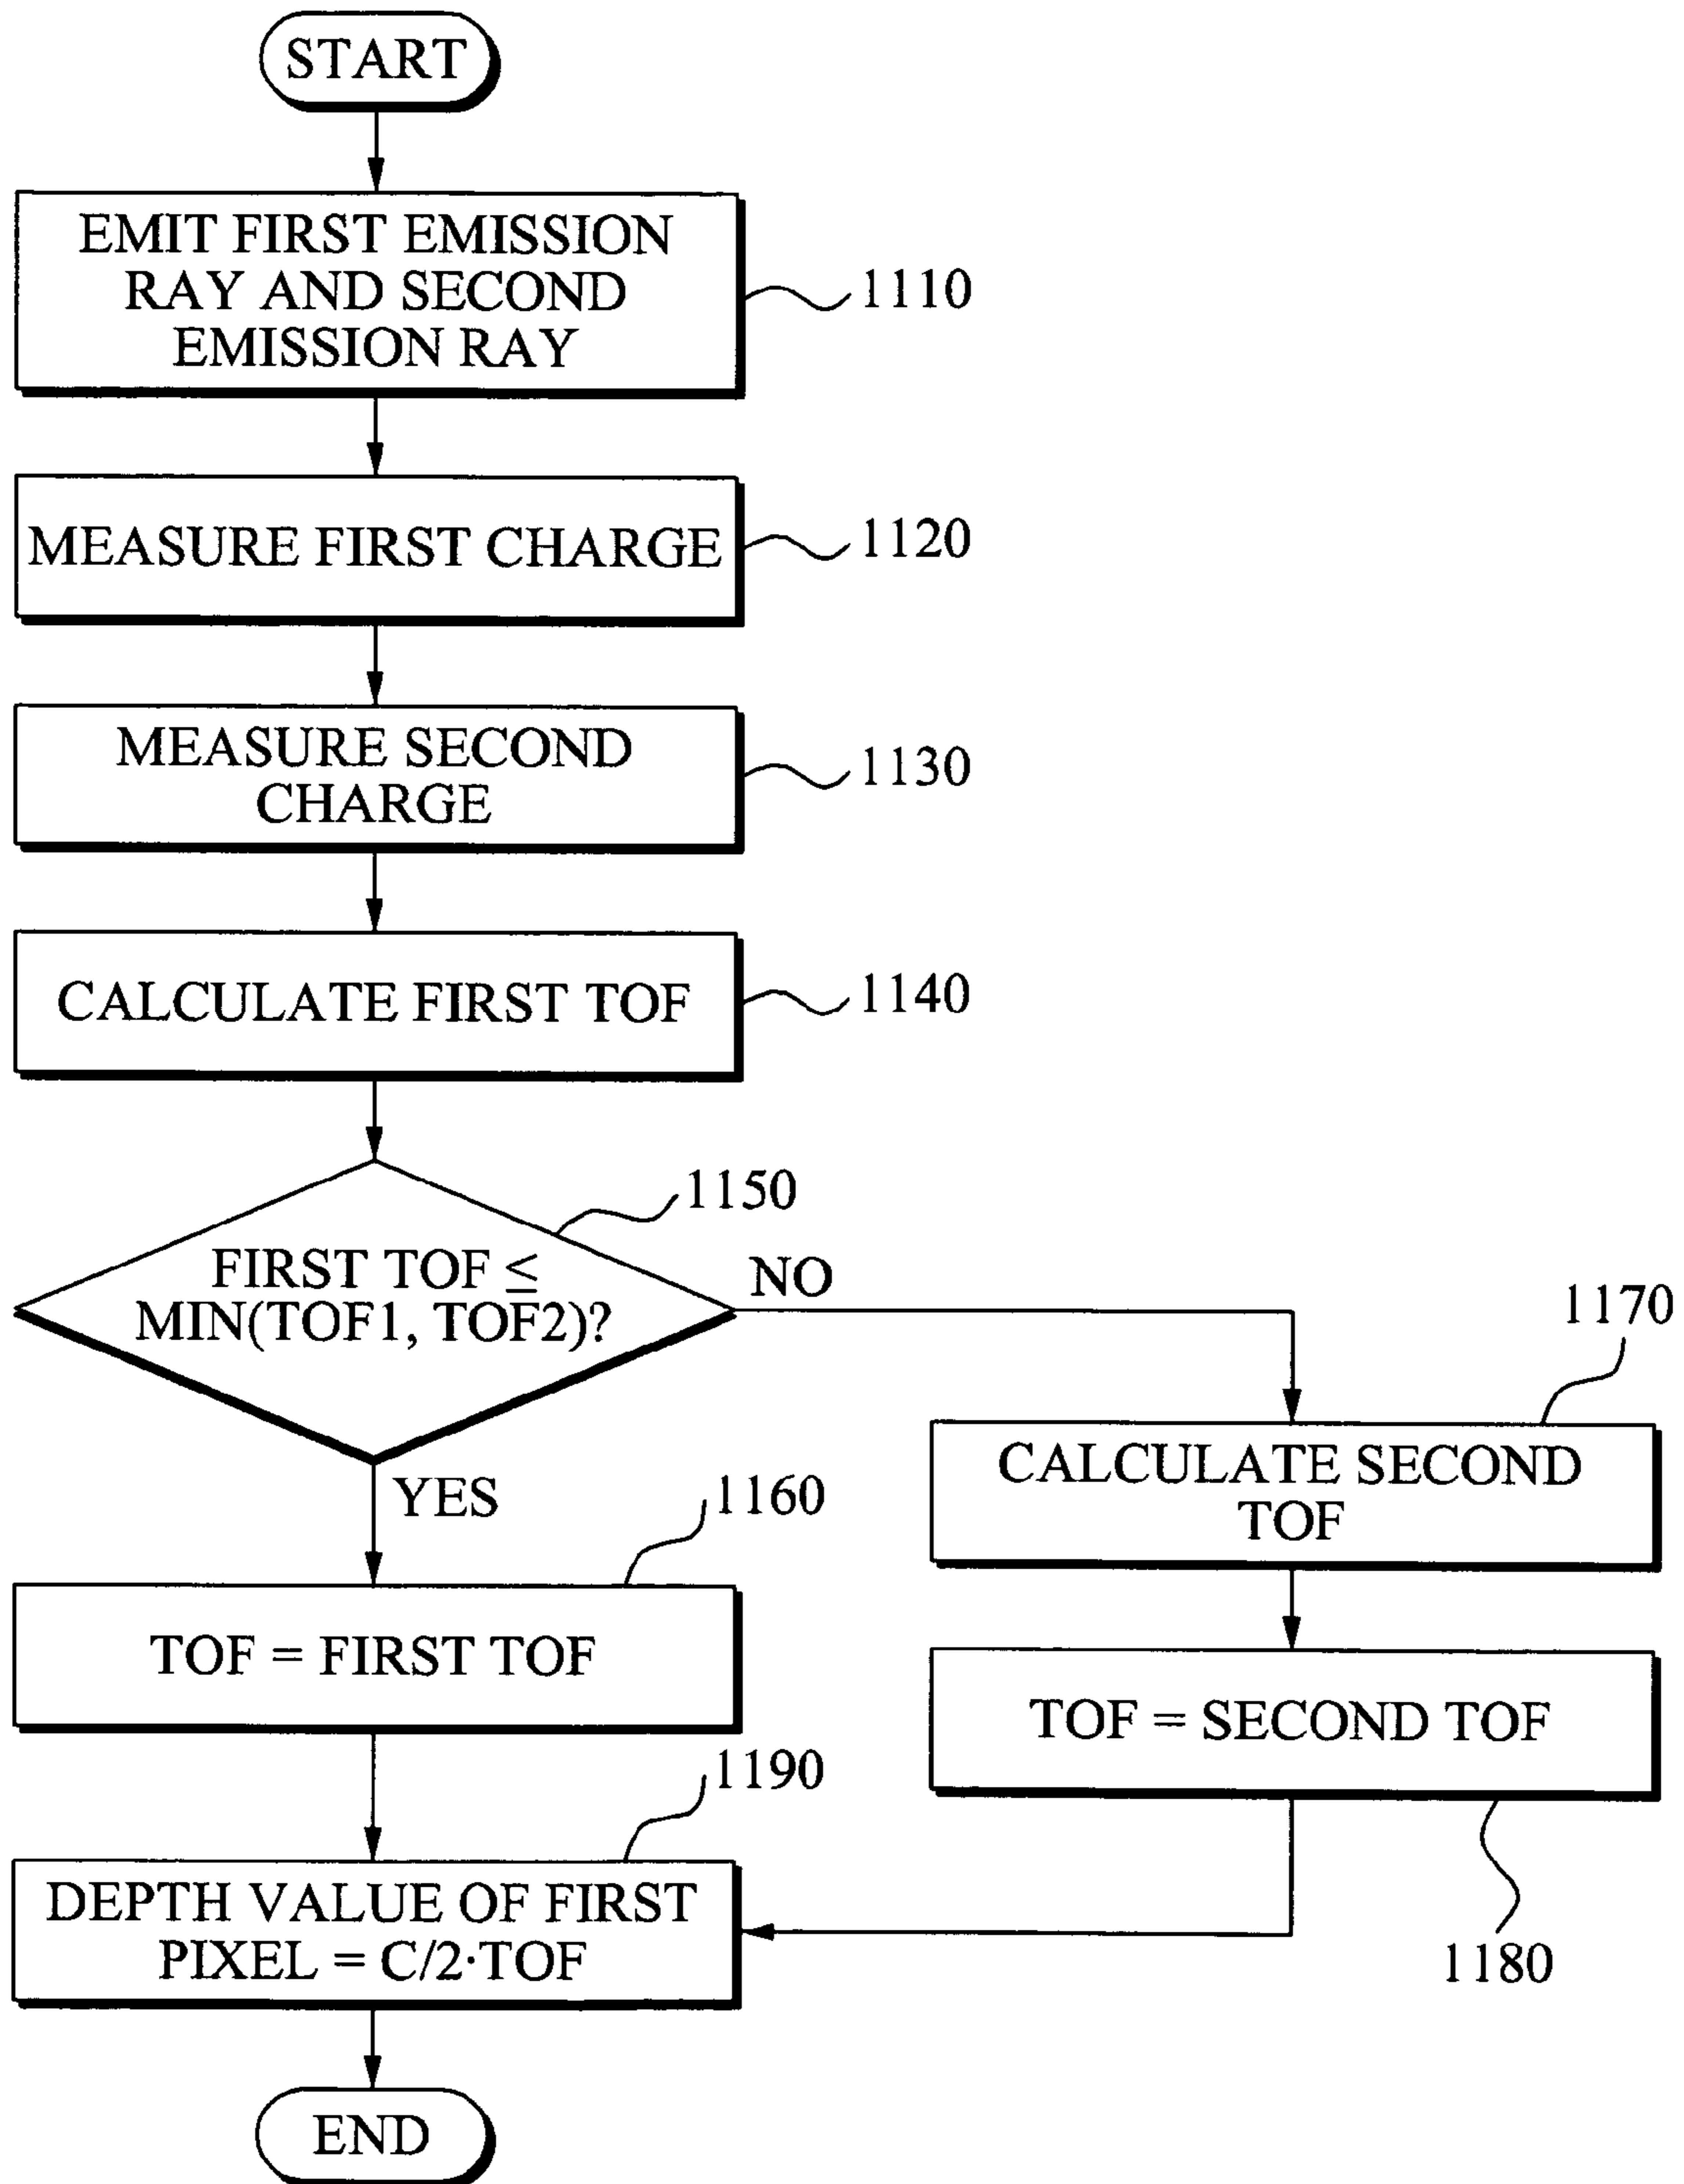 START
EMIT FIRST EMISSION
RAY AND SECOND
EMISSION RAY
1110
MEASURE FIRST CHARGE
1120
MEASURE SECOND
CHARGE
1130
CALCULATE FIRST TOF
1140
1150
FIRST TOF ≤
MIN(TOF1, TOF2)?
NO
YES
1160
TOF = FIRST TOF
1170
CALCULATE SECOND
TOF
TOF = SECOND TOF
1180
1190
DEPTH VALUE OF FIRST
PIXEL = C/2·TOF
END